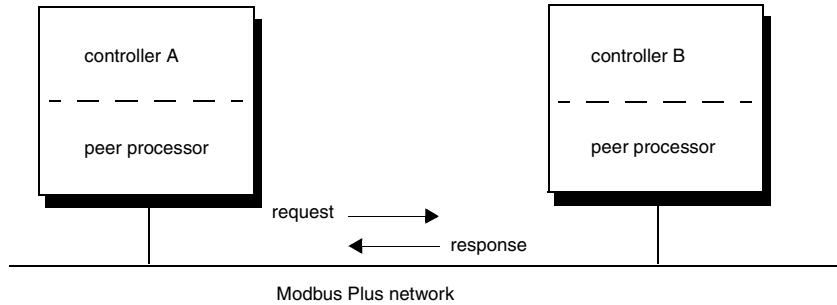 controller A
peer processor
controller B
peer processor
request
response
Modbus Plus network